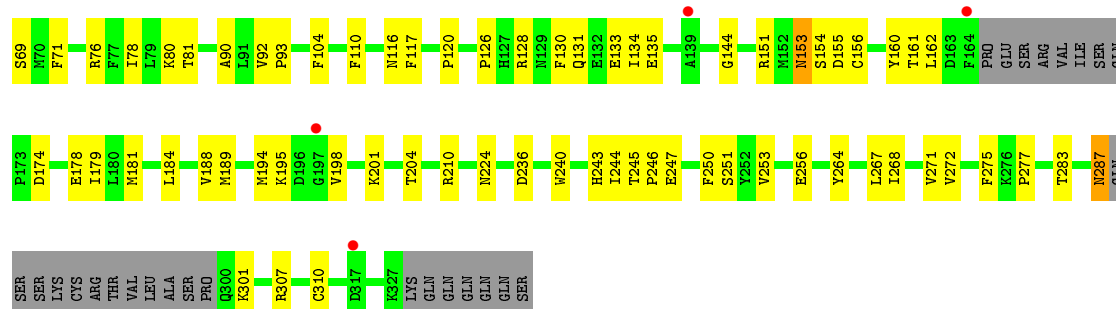 S69 M70 F71 R76 F77 I78 L79 K80 T81 A90 L91 V92 P93 F104 F110 N116 F117 P120 P126 H127 R128 N129 F130 Q131 E132 E133 I134 E135 A139 G144 R151 M152 N153 S154 D155 C156 Y160 T161 L162 D163 F164 PRO GLU SER ARG VAL ILE SER
P173 D174 E178 I179 L180 M181 L184 V188 M189 M194 K195 D196 G197 V198 K201 T204 R210 N224 D236 W240 H243 I244 T245 P246 E247 F250 S251 Y252 V253 E256 Y264 L267 I268 V271 V272 F275 K276 P277 T283 N287
SER SER LYS CYS ARG THR VAL LEU ALA SER PRO Q300 K301 R307 C310 D317 K327 LYS GLN GLN GLN GLN GLN SER